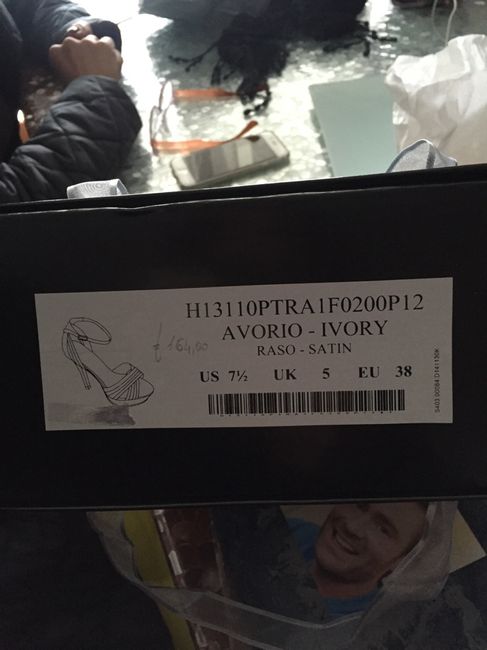 H13110PTRA1F0200P12
AVORIO - IVORY
€ 164,00
RASO - SATIN
US 7½ UK 5 EU 38